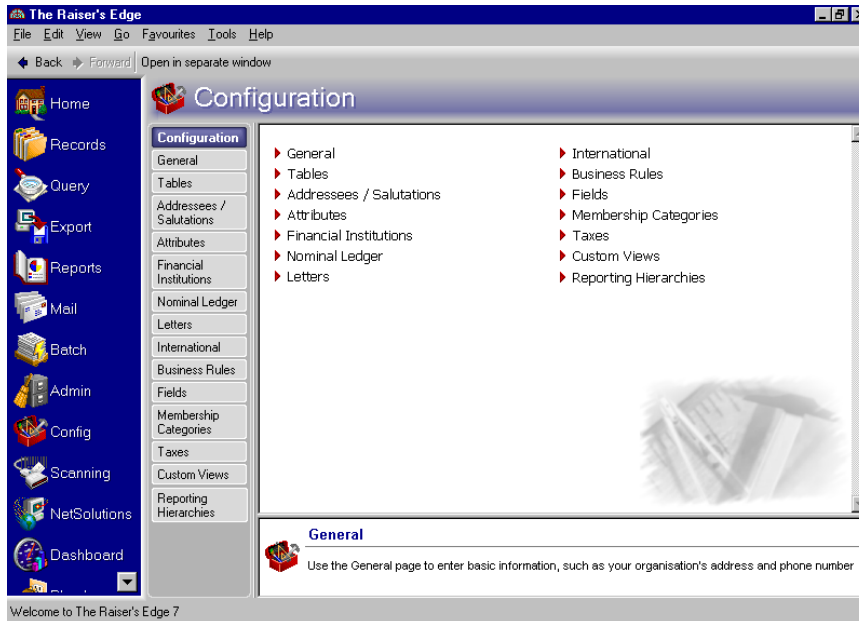 The Raiser's Edge
File Edit View Go Favourites Tools Help
Back Forward Open in separate window
Home
Records
Query
Export
Reports
Mail
Batch
Admin
Config
Scanning
NetSolutions
Dashboard
Configuration
Configuration
General
Tables
Addressees /
Salutations
Attributes
Financial
Institutions
Nominal Ledger
Letters
International
Business Rules
Fields
Membership
Categories
Taxes
Custom Views
Reporting
Hierarchies
General
Tables
Addressees / Salutations
Attributes
Financial Institutions
Nominal Ledger
Letters
International
Business Rules
Fields
Membership Categories
Taxes
Custom Views
Reporting Hierarchies
General
Use the General page to enter basic information, such as your organisation's address and phone number
Welcome to The Raiser's Edge 7